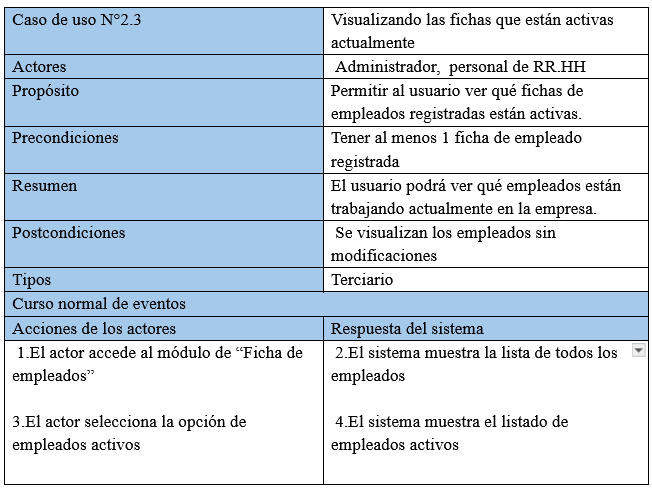 Caso de uso N°2.3
Visualizando las fichas que están activas
actualmente
Actores
Administrador,  personal de RR.HH
Propósito
Permitir al usuario ver qué fichas de
empleados registradas están activas.
Precondiciones
Tener al menos 1 ficha de empleado
registrada
Resumen
El usuario podrá ver qué empleados están
trabajando actualmente en la empresa.
Postcondiciones
Se visualizan los empleados sin
modificaciones
Tipos
Terciario
Curso normal de eventos
Acciones de los actores
Respuesta del sistema
1.El actor accede al módulo de “Ficha de
empleados”
2.El sistema muestra la lista de todos los
empleados
3.El actor selecciona la opción de
empleados activos
4.El sistema muestra el listado de
empleados activos